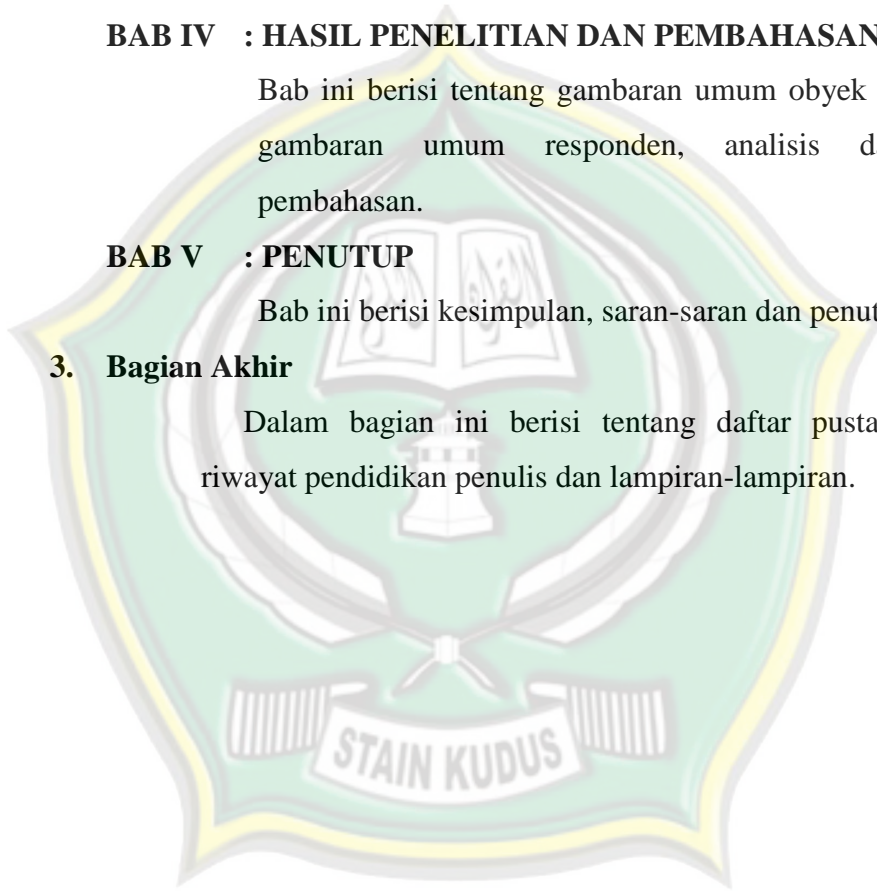 BAB IV : HASIL PENELITIAN DAN PEMBAHASAN
Bab ini berisi tentang gambaran umum obyek
gambaran umum responden, analisis
pembahasan.
BAB V : PENUTUP
Bab ini berisi kesimpulan, saran-saran dan
3. Bagian Akhir
Dalam bagian ini berisi tentang daftar
riwayat pendidikan penulis dan lampiran-lampiran.
STAIN KUDUS